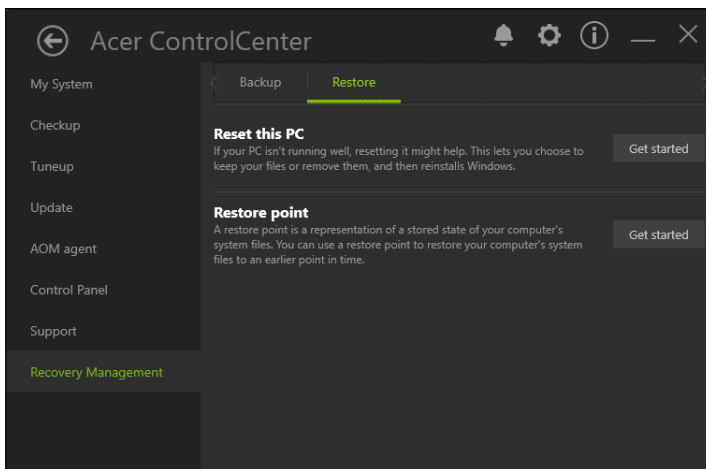 Acer ControlCenter
My System
Checkup
Tuneup
Update
AOM agent
Control Panel
Support
Recovery Management
Backup
Restore
Reset this PC
If your PC isn't running well, resetting it might help. This lets you choose to
keep your files or remove them, and then reinstalls Windows.
Get started
Restore point
A restore point is a representation of a stored state of your computer's
system files. You can use a restore point to restore your computer's system
files to an earlier point in time.
Get started